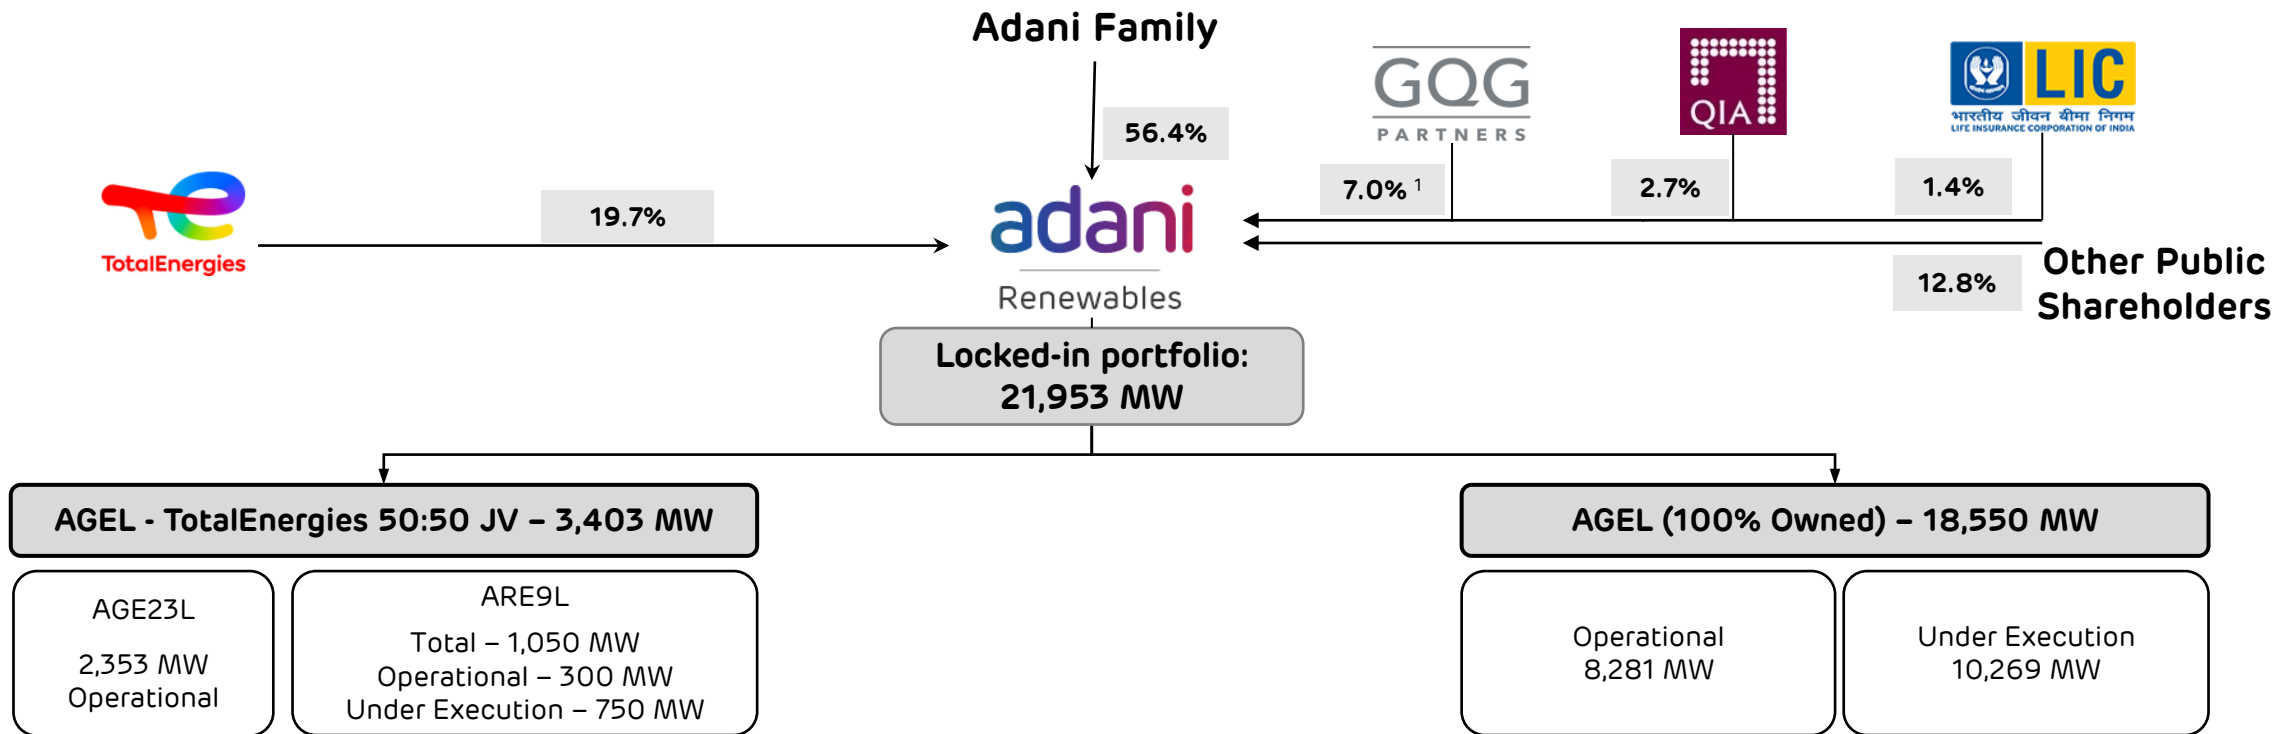 Adani Family
56.4%
GQG
PARTNERS
QIA
LIC
भारतीय जीवन बीमा निगम
LIFE INSURANCE CORPORATION OF INDIA
7.0% 1
2.7%
1.4%
TotalEnergies
19.7%
adani
Renewables
12.8%
Other Public
Shareholders
Locked-in portfolio:
21,953 MW
AGEL - TotalEnergies 50:50 JV – 3,403 MW
AGE23L
2,353 MW
Operational
ARE9L
Total – 1,050 MW
Operational – 300 MW
Under Execution – 750 MW
AGEL (100% Owned) – 18,550 MW
Operational
8,281 MW
Under Execution
10,269 MW